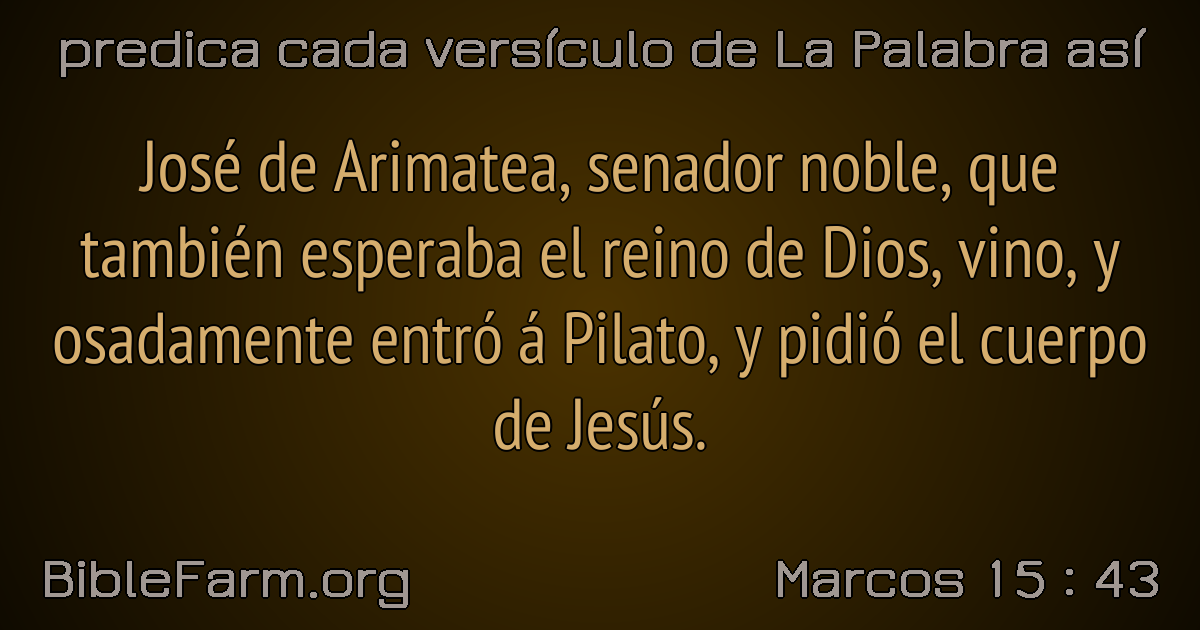 predica cada versículo de La Palabra así
José de Arimatea, senador noble, que
también esperaba el reino de Dios, vino, y
osadamente entró á Pilato, y pidió el cuerpo
de Jesús.
BibleFarm.org
Marcos 15 : 43